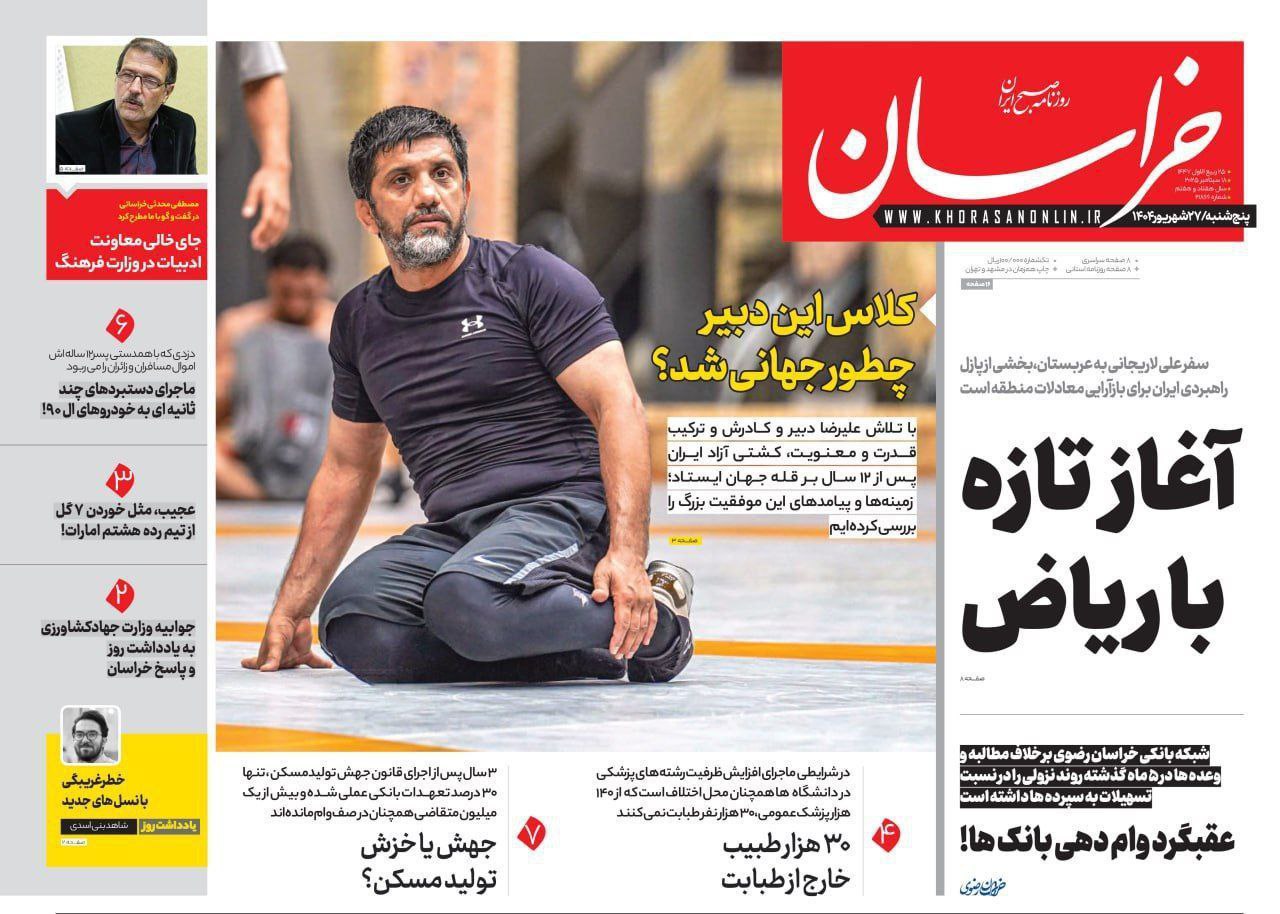 خراسان
روزنامه صبح ایران
۲۵ ربیع الاول ۱۴۴۷
۱۸ سپتامبر ۲۰۲۵
سال هفتاد و هفتم
شماره ۲۱۸۶۶
پنج‌شنبه/۲۷ شهریور ۱۴۰۴
WWW.KHORASANONLIN.IR
۸ صفحه سراسری
۸ صفحه روزنامه استانی
تکشماره ۱۰۰/۰۰۰ ریال
چاپ همزمان در مشهد و تهران
۱۶ صفحه
سفر علی لاریجانی به عربستان، بخشی از پازل
راهبردی ایران برای بازآرایی معادلات منطقه است
آغاز تازه
با ریاض
صفحه ۸
شبکه بانکی خراسان رضوی برخلاف مطالبه و
وعده ها در ۵ ماه گذشته روند نزولی را در نسبت
تسهیلات به سپرده ها داشته است
عقبگرد وام دهی بانک ها!
خراسان رضوی
کلاس این دبیر
چطور جهانی شد؟
با تلاش علیرضا دبیر و کادرش و ترکیب
قدرت و معنویت، کشتی آزاد ایران
پس از ۱۲ سال بر قله جهان ایستاد؛
زمینه‌ها و پیامدهای این موفقیت بزرگ را
بررسی کرده‌ایم
صفحه ۳
UNDER ARMOUR
در شرایطی ماجرای افزایش ظرفیت رشته های پزشکی
در دانشگاه ها همچنان محل اختلاف است که از ۱۴۰
هزار پزشک عمومی، ۳۰ هزار نفر طبابت نمی کنند
۳۰ هزار طبیب
خارج از طبابت
۴
۳ سال پس از اجرای قانون جهش تولید مسکن، تنها
۳۰ درصد تعهدات بانکی عملی شده و بیش از یک
میلیون متقاضی همچنان در صف وام مانده‌اند
جهش یا خزش
تولید مسکن؟
۷
صفحه ۵
مصطفی محدثی خراسانی
در گفت و گو با ما مطرح کرد
جای خالی معاونت
ادبیات در وزارت فرهنگ
۶
دزدی که با همدستی پسر ۱۲ ساله اش
اموال مسافران و زائران را می ربود
ماجرای دستبردهای چند
ثانیه ای به خودروهای ال ۹۰!
۳
عجیب، مثل خوردن ۷ گل
از تیم رده هشتم امارات!
۲
جوابیه وزارت جهادکشاورزی
به یادداشت روز
و پاسخ خراسان
خطر غریبگی
با نسل های جدید
یادداشت روز
شاهد بنی اسدی
صفحه ۲